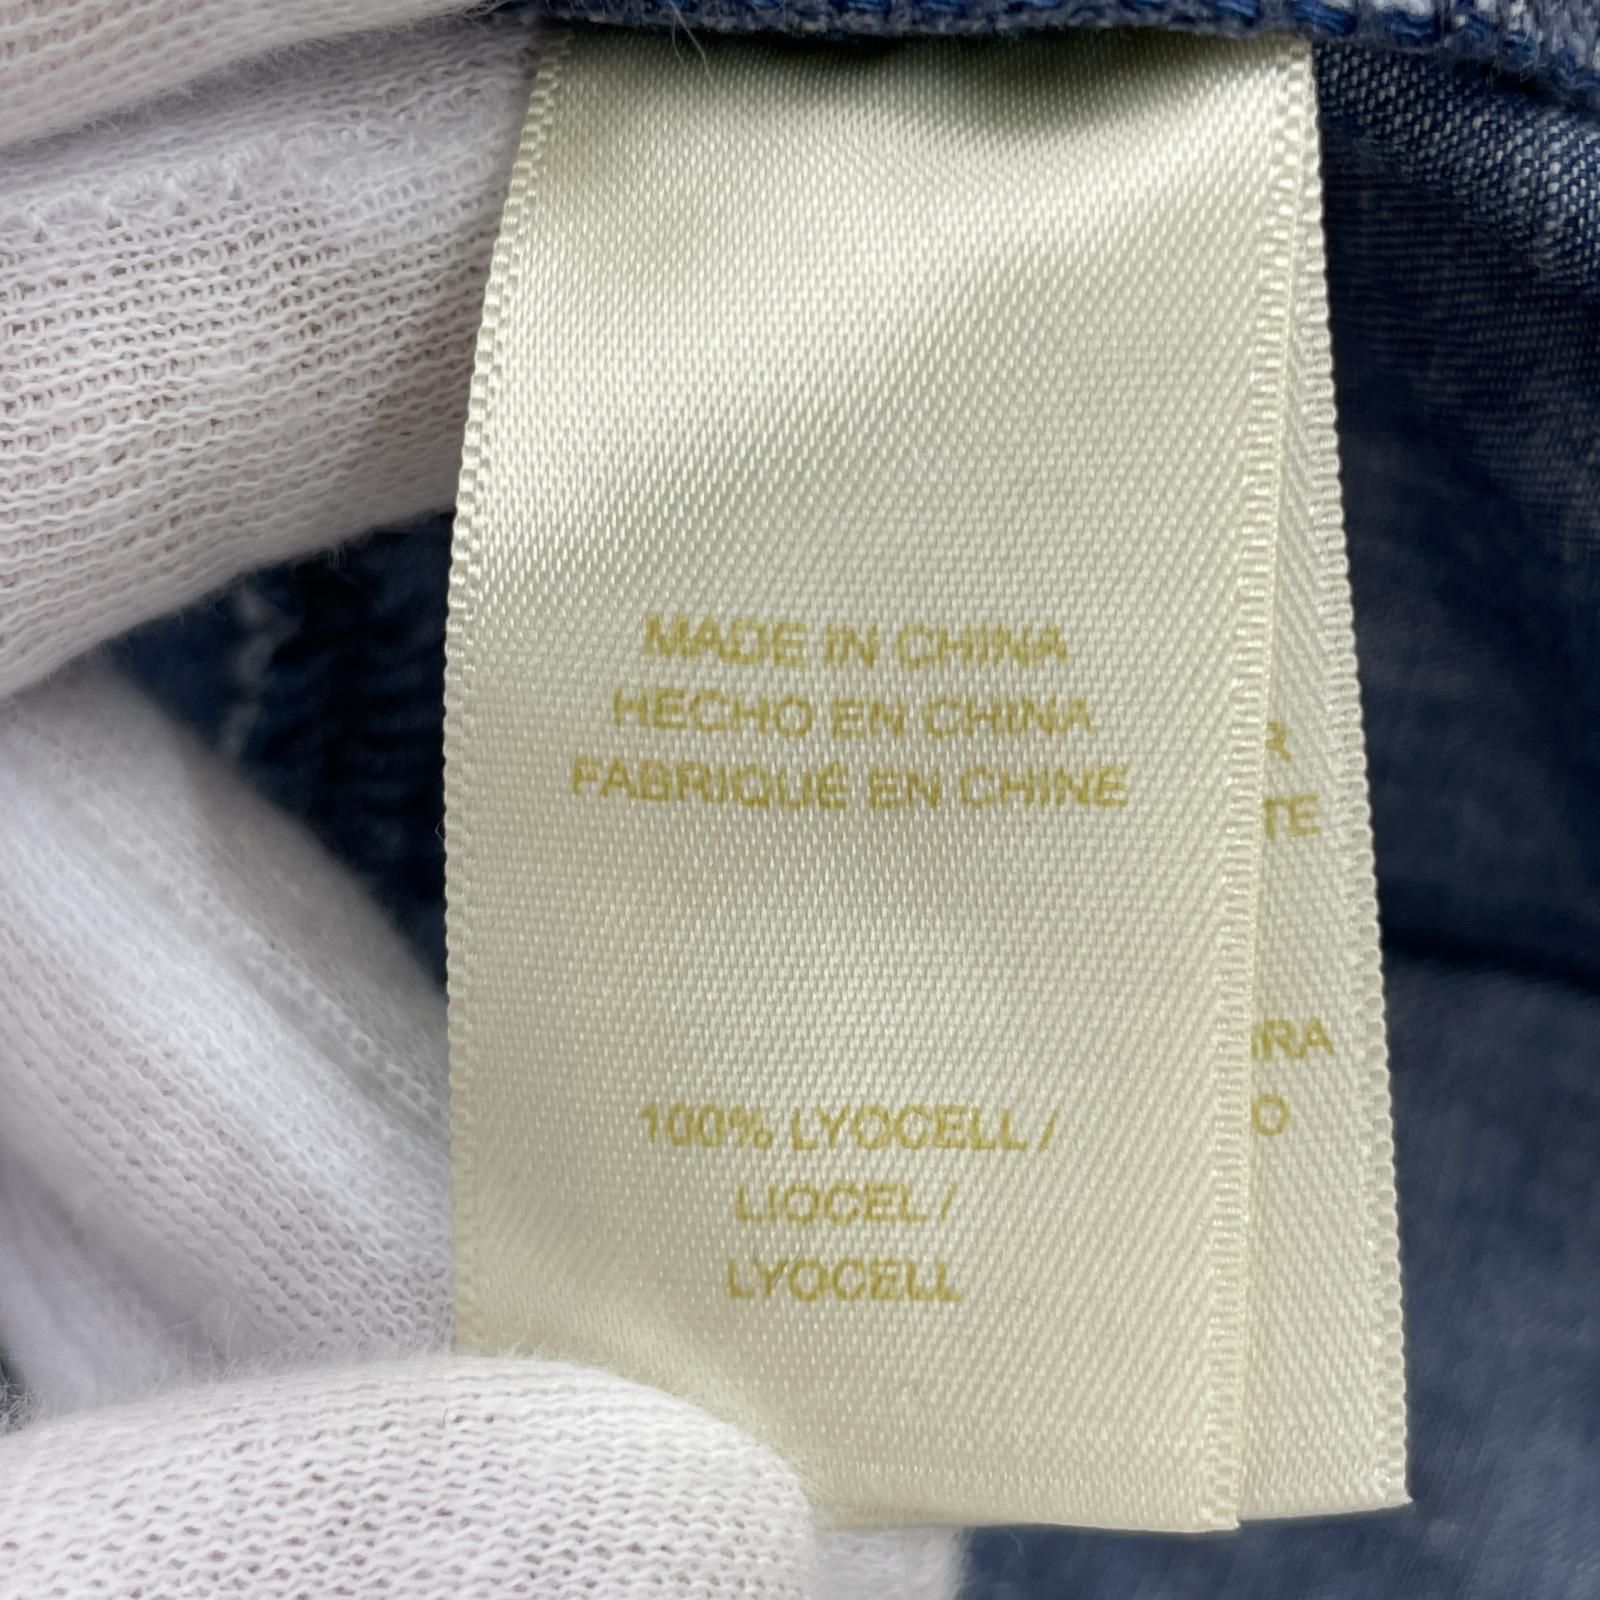 MADE IN CHINA
HECHO EN CHINA
FABRIQUÉ EN CHINE
100% LYOCELL/
LIOCEL/
LYOCELL